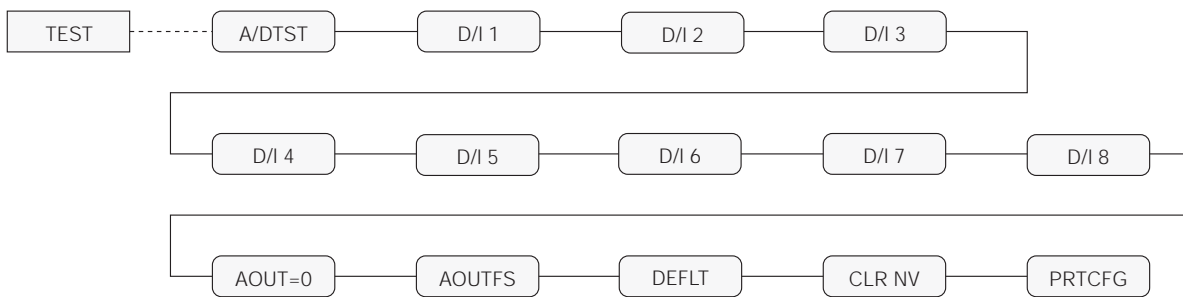 TEST A/DTST D/I 1 D/I 2 D/I 3
D/I 4 D/I 5 D/I 6 D/I 7 D/I 8
AOUT=0 AOUTFS DEFLT CLR NV PRTCFG